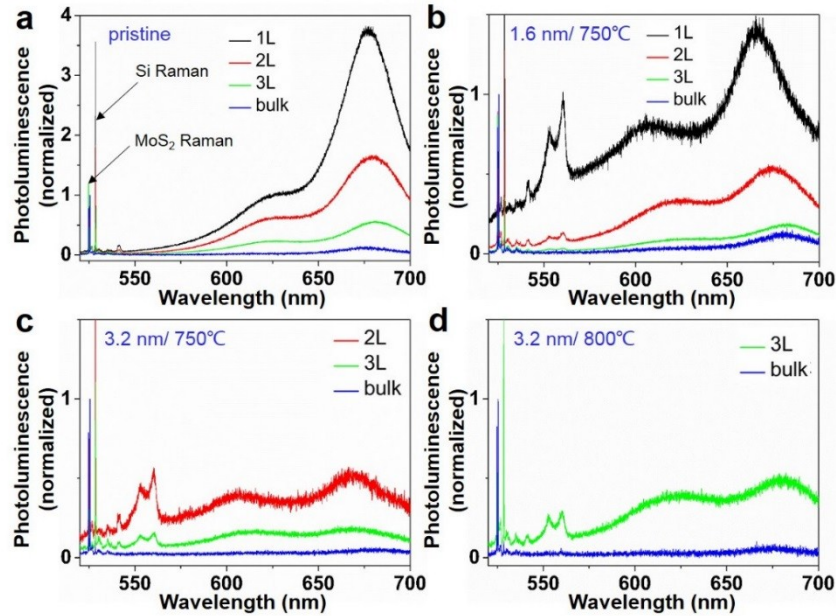 a
pristine
Si Raman
MoS₂ Raman
1L
2L
3L
bulk
4
3
2
1
0
Photoluminescence
(normalized)
550 600 650 700
Wavelength (nm)
b
1.6 nm/ 750℃
1L
2L
3L
bulk
1
0
Photoluminescence
(normalized)
550 600 650 700
Wavelength (nm)
c
3.2 nm/ 750℃
2L
3L
bulk
1
0
Photoluminescence
(normalized)
550 600 650 700
Wavelength (nm)
d
3.2 nm/ 800℃
3L
bulk
1
0
Photoluminescence
(normalized)
550 600 650 700
Wavelength (nm)